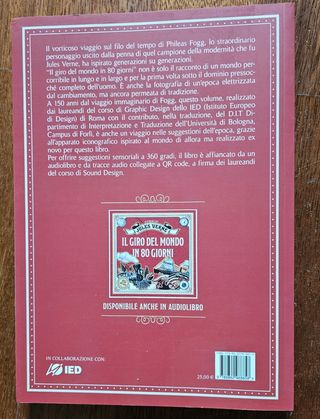 Il vorticoso viaggio sul filo del tempo di Phileas Fogg, lo straordinario
personaggio uscito dalla penna di quel campione della modernità che fu
Jules Verne, ha ispirato generazioni su generazioni.
"Il giro del mondo in 80 giorni" non è solo il racconto di un mondo per-
corribile in lungo e in largo e per la prima volta sotto il dominio pressoc-
ché completo dell'uomo. È anche la fotografia di un'epoca elettrizzata
dal cambiamento, ma ancora permeata di tradizione.
A 150 anni dal viaggio immaginario di Fogg, questo volume, realizzato
dai laureandi del corso di Graphic Design dello IED (Istituto Europeo
di Design) di Roma con il contributo, nella traduzione, del D.I.T Di-
partimento di Interpretazione e Traduzione dell'Università di Bologna,
Campus di Forlì, è anche un viaggio nelle suggestioni dell'epoca, grazie
all'apparato iconografico ispirato al mondo di allora ma realizzato ex
novo per questo libro.
Per offrire suggestioni sensoriali a 360 gradi, il libro è affiancato da un
audiolibro e da tracce audio collegate a QR code, a firma dei laureandi
del corso di Sound Design.
JULES VERNE
IL GIRO DEL MONDO
IN 80 GIORNI
DISPONIBILE ANCHE IN AUDIOLIBRO
IN COLLABORAZIONE CON:
IED
25,00 €